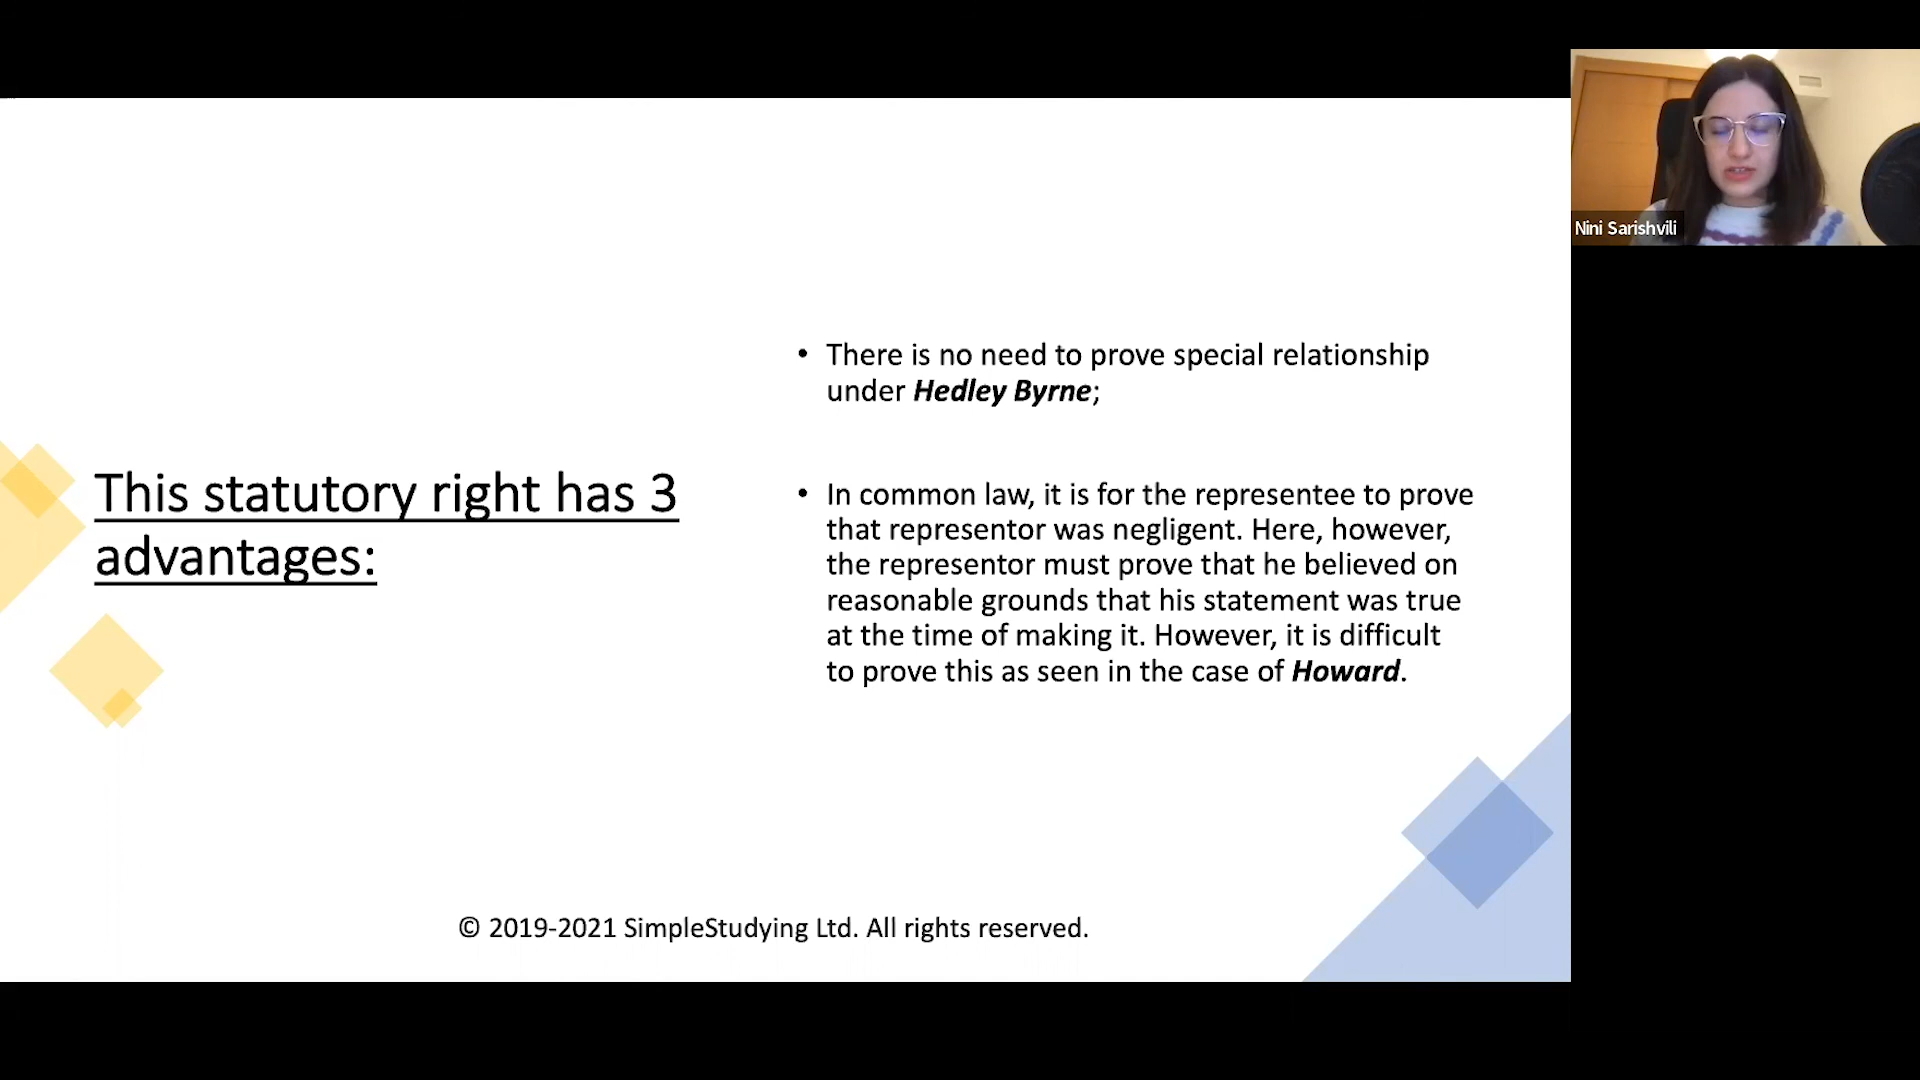 This statutory right has 3
advantages:
• There is no need to prove special relationship
under Hedley Byrne;
• In common law, it is for the representee to prove
that representor was negligent. Here, however,
the representor must prove that he believed on
reasonable grounds that his statement was true
at the time of making it. However, it is difficult
to prove this as seen in the case of Howard.
© 2019-2021 SimpleStudying Ltd. All rights reserved.
Nini Sarishvili